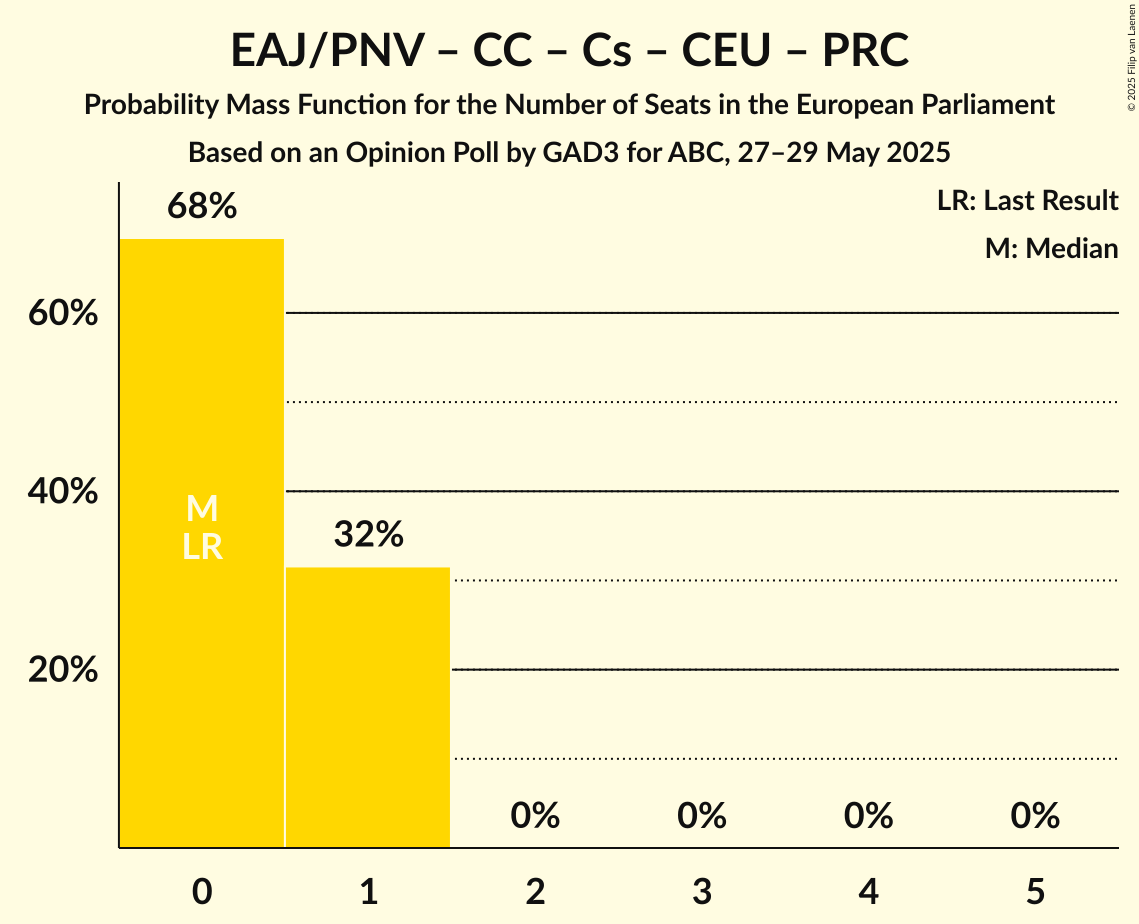 EAJ/PNV – CC – Cs – CEU – PRC
Probability Mass Function for the Number of Seats in the European Parliament
Based on an Opinion Poll by GAD3 for ABC, 27–29 May 2025
© 2025 Filip van Laenen
LR: Last Result
M: Median
68%
60%
40%
20%
M
LR
32%
0%
0%
0%
0%
0
1
2
3
4
5